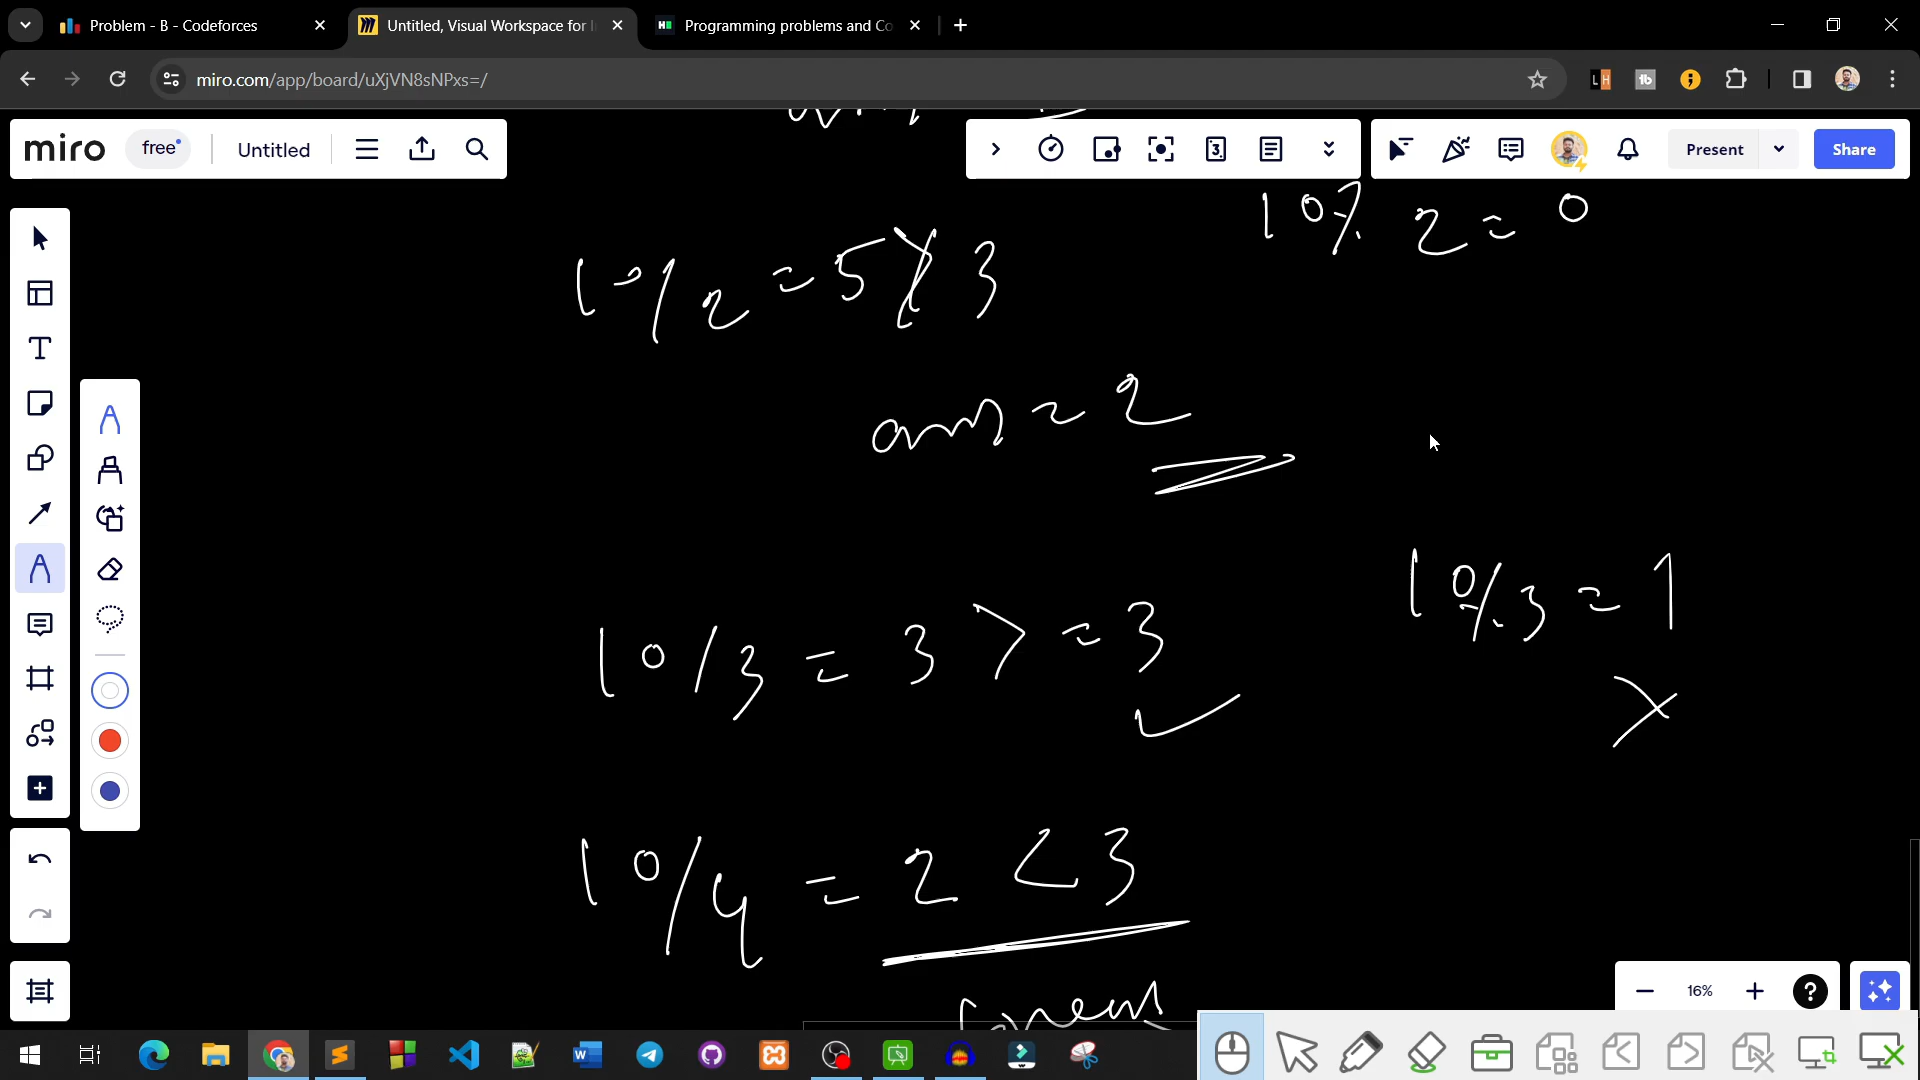 Problem - B - Codeforces
Untitled, Visual Workspace for I
Programming problems and Co
miro.com/app/board/uXjVN8sNPxs=/
miro
free
Untitled
Present
Share
10% 2 = 0
10/2 = 5 3
ans = 2
10%3 = 1
10/3 = 3 >= 3
10/4 = 2 < 3
16%